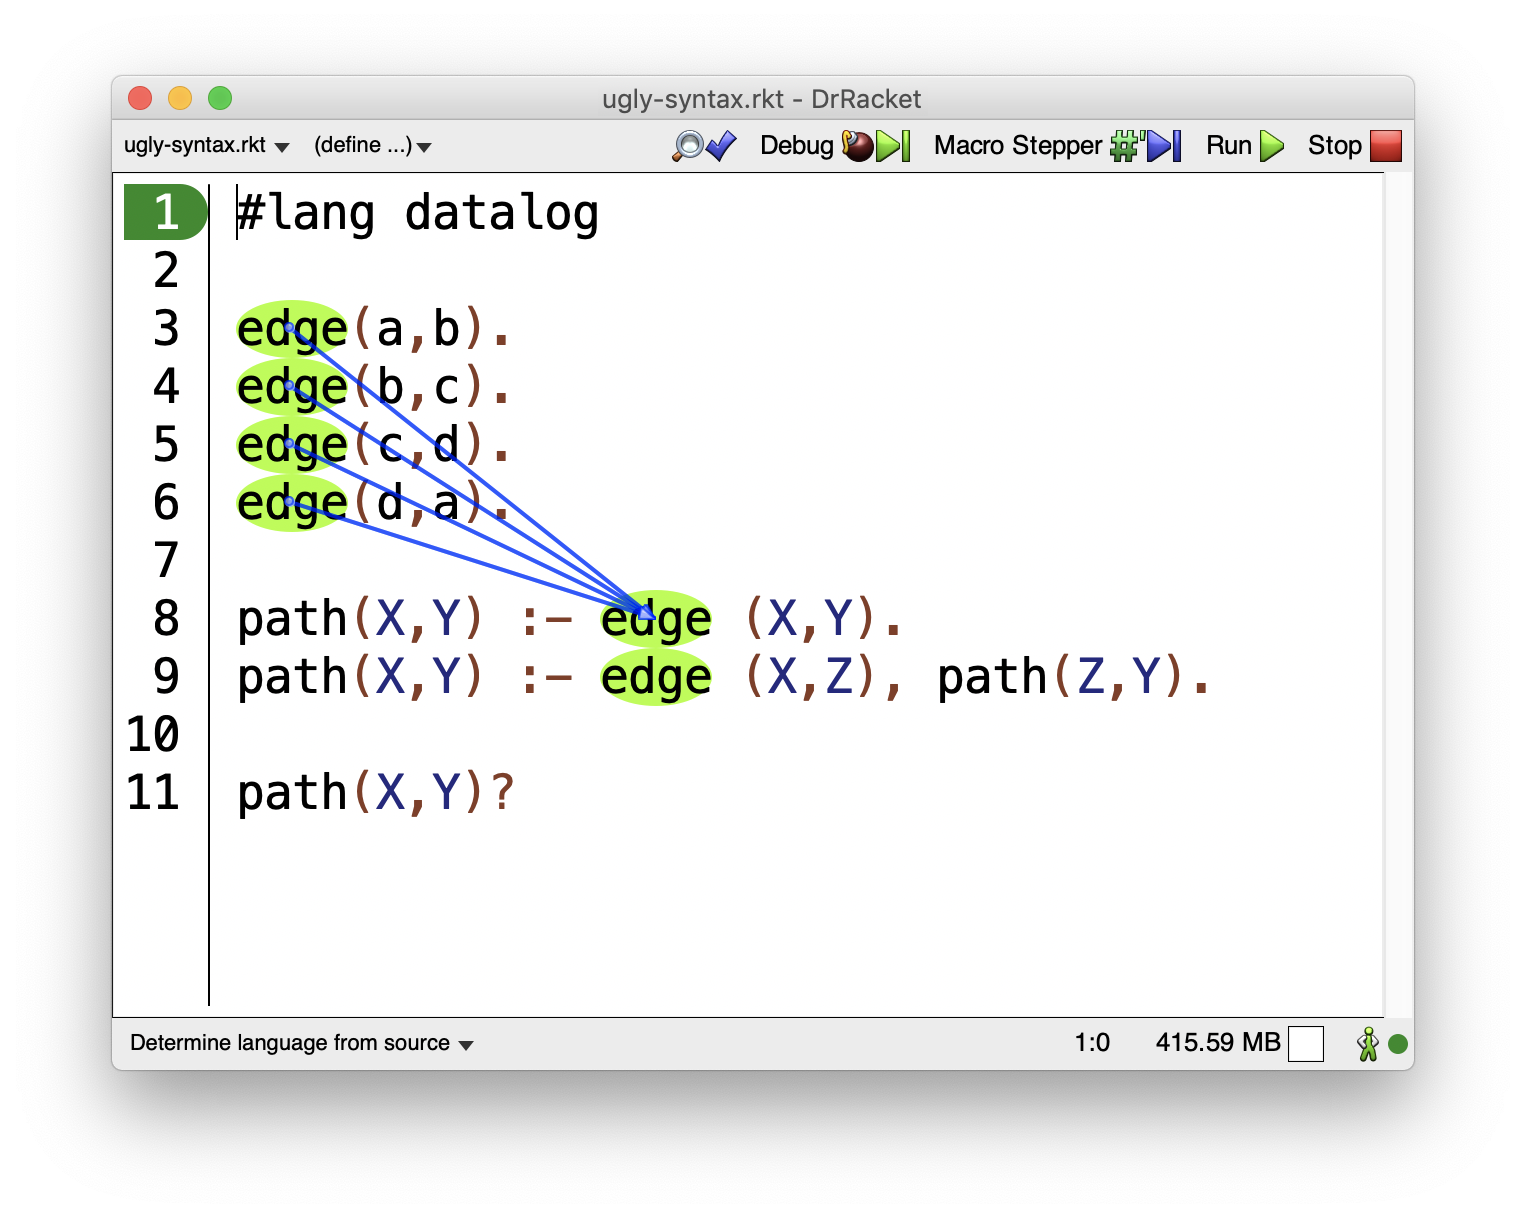 ugly-syntax.rkt - DrRacket
ugly-syntax.rkt (define ...) Debug Macro Stepper #' Run Stop
1 #lang datalog
2
3 edge(a,b).
4 edge(b,c).
5 edge(c,d).
6 edge(d,a).
7
8 path(X,Y) :- edge (X,Y).
9 path(X,Y) :- edge (X,Z), path(Z,Y).
10
11 path(X,Y)?
Determine language from source 1:0 415.59 MB